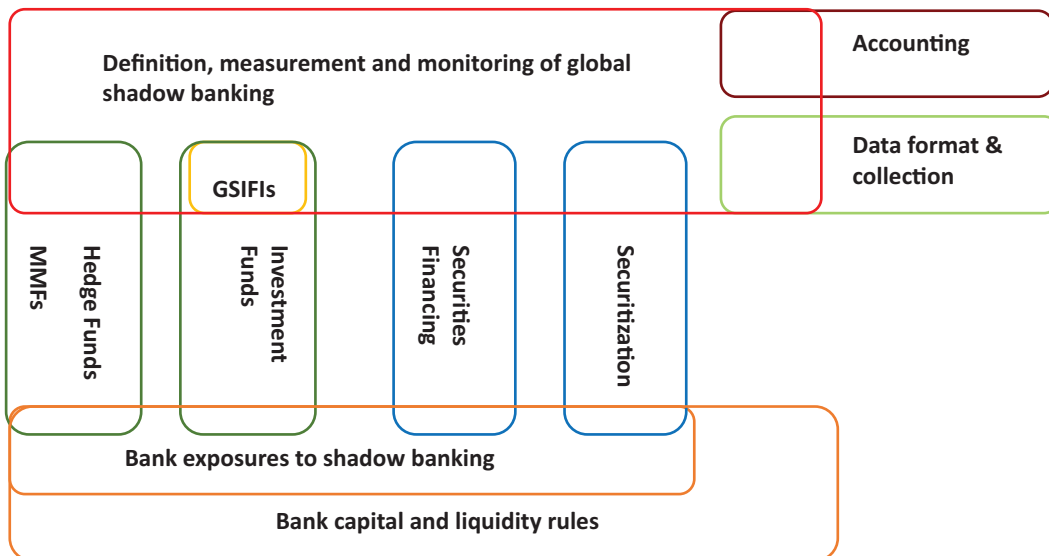 Definition, measurement and monitoring of global
shadow banking
Accounting
Data format &
collection
GSIFIs
Hedge Funds
MMFs
Investment
Funds
Securities
Financing
Securitization
Bank exposures to shadow banking
Bank capital and liquidity rules